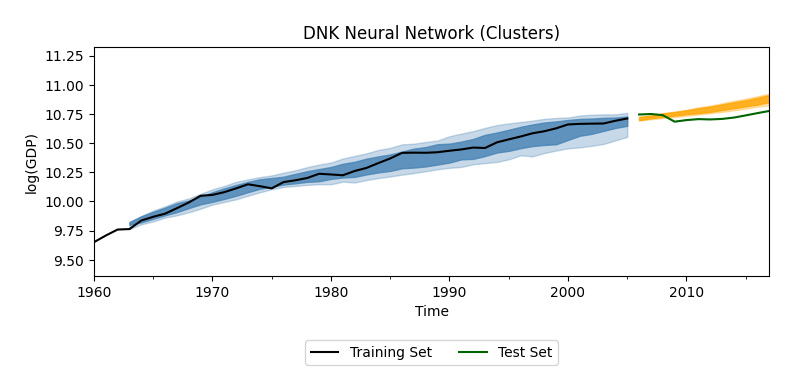 DNK Neural Network (Clusters)
log(GDP)
11.25
11.00
10.75
10.50
10.25
10.00
9.75
9.50
1960 1970 1980 1990 2000 2010
Time
Training Set Test Set